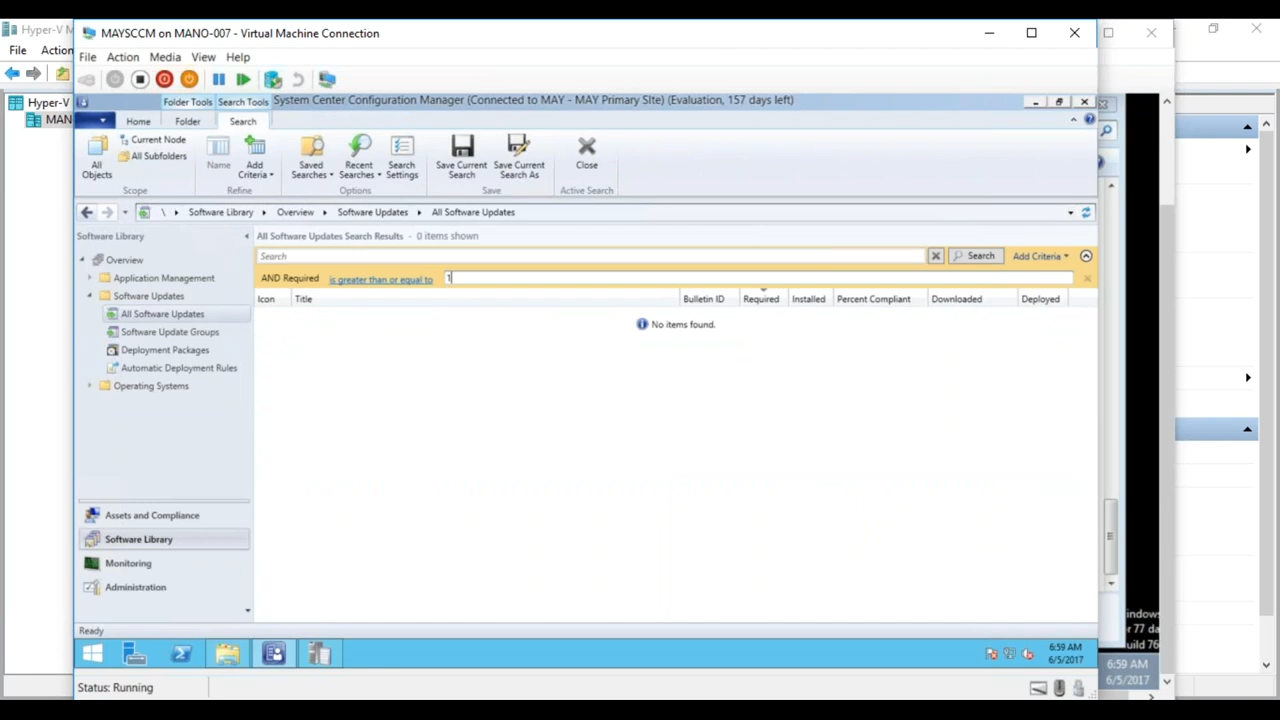 Hyper-V M
File Action
Hyper-V
MAN
MAYSCCM on MANO-007 - Virtual Machine Connection
File Action Media View Help
Folder Tools Search Tools System Center Configuration Manager (Connected to MAY - MAY Primary SIte) (Evaluation, 157 days left)
Home Folder Search
All Objects
Current Node
All Subfolders
Scope
Name
Add Criteria
Refine
Saved Searches
Recent Searches
Search Settings
Options
Save Current Search
Save Current Search As
Save
Close
Active Search
\ Software Library Overview Software Updates All Software Updates
Software Library
Overview
Application Management
Software Updates
All Software Updates
Software Update Groups
Deployment Packages
Automatic Deployment Rules
Operating Systems
Assets and Compliance
Software Library
Monitoring
Administration
All Software Updates Search Results - 0 items shown
Search Search Add Criteria
AND Required is greater than or equal to 1
Icon Title Bulletin ID Required Installed Percent Compliant Downloaded Deployed
No items found.
Ready
6:59 AM
6/5/2017
Status: Running
indows
r 77 da
uild 76
6:59 AM
6/5/2017